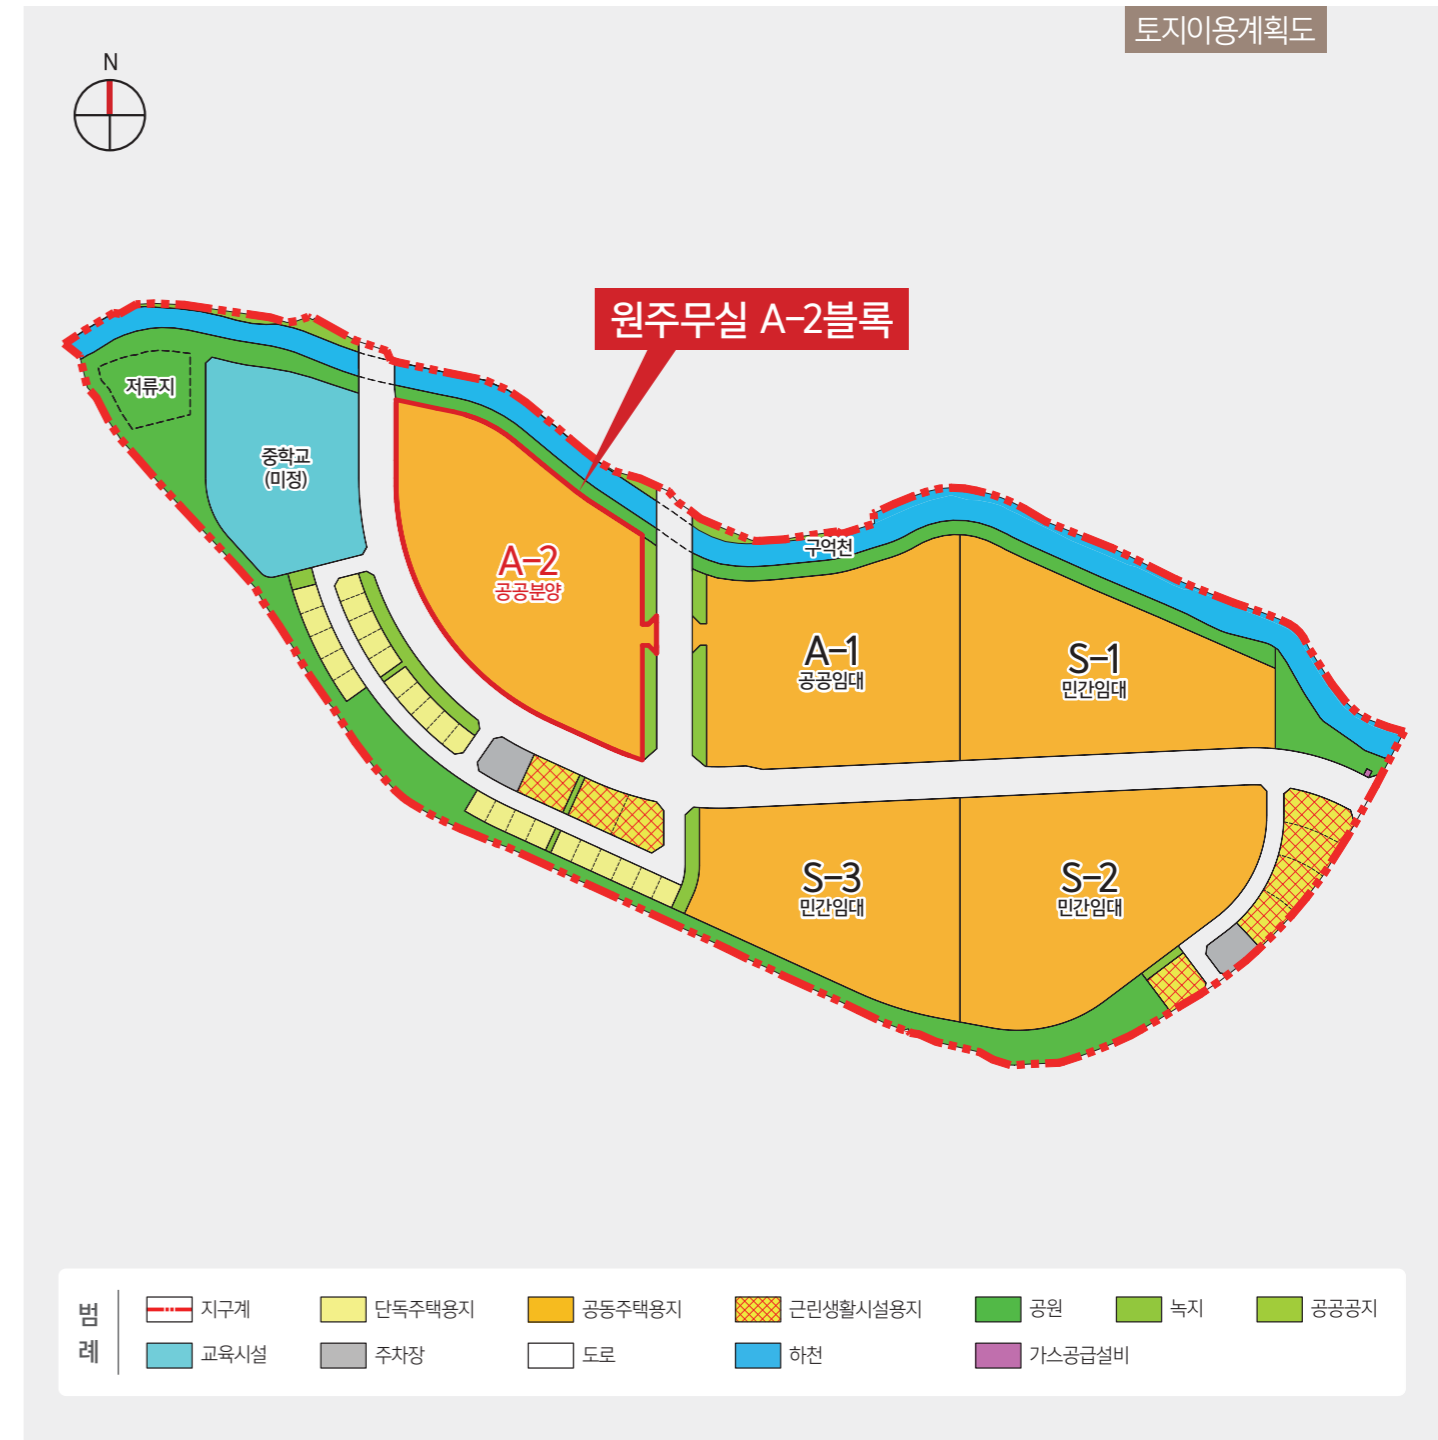 토지이용계획도
N
원주무실 A-2블록
저류지
중학교
(미정)
구억천
A-2
공공분양
A-1
공공임대
S-1
민간임대
S-3
민간임대
S-2
민간임대
범례
지구계
단독주택용지
공동주택용지
근린생활시설용지
공원
녹지
공공공지
교육시설
주차장
도로
하천
가스공급설비